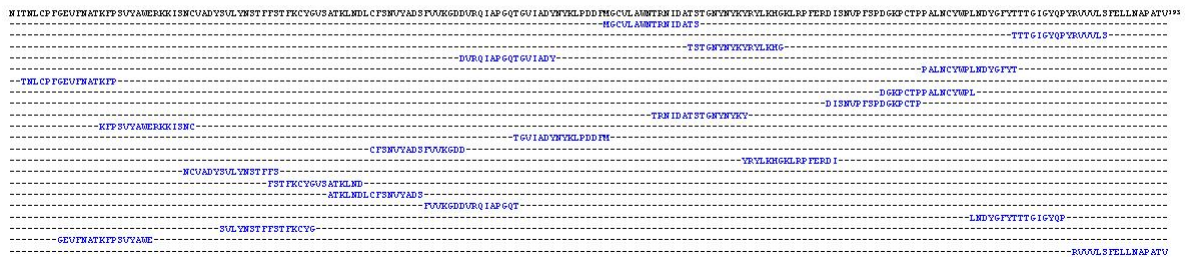 NITNLCPFGEVFNATKFPSVYAWERKKISNCVADYSVLYNSTFFSTFKCYGVSATKLNDLCFSNVYADSFVVKGDDVRQIAPGQTGVIADYNYKLPDDFMGCVLAWNTRNIDATSTGNYNYKYRYLKHGKLRPFERDISNVPFSPDGKPCTPPALNCYWPLNDYGFYTTTGIGYQPYRVVVLSFELLNAPATV193
MGCVLAWNTRNIDATS
TTTGIGYQPYRVVVLS
TSTGNYNYKYRYLKHG
DVRQIAPGQTGVIADY
PALNCYWPLNDYGFYT
TNLCPFGEVFNATKFP
DGKPCTPPALNCYWPL
DISNVPFSPDGKPCTP
TRNIDATSTGNYNYKY
KFPSVYAWERKKISNC
TGVIADYNYKLPDDFM
CFSNVYADSFVVKGDD
YRYLKHGKLRPFERDI
NCVADYSVLYNSTFFS
FSTFKCYGVSATKLND
ATKLNDLCFSNVYADS
FVVKGDDVRQIAPGQT
LNDYGFYTTTGIGYQP
SVLYNSTFFSTFKCYG
GEVFNATKFPSVYAWE
RVVVLSFELLNAPATV